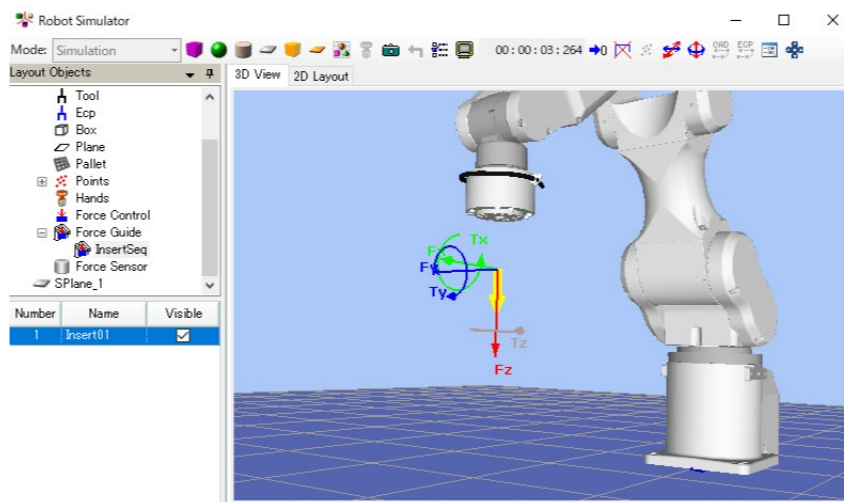 Robot Simulator
Mode: Simulation 00:00:03:264 CAD ECP
Layout Objects
3D View 2D Layout
Tool
Ecp
Box
Plane
Pallet
Points
Hands
Force Control
Force Guide
InsertSeq
Force Sensor
SPlane_1
Number Name Visible
1 Insert01
Tx
Fy
Ty
Tz
Fz